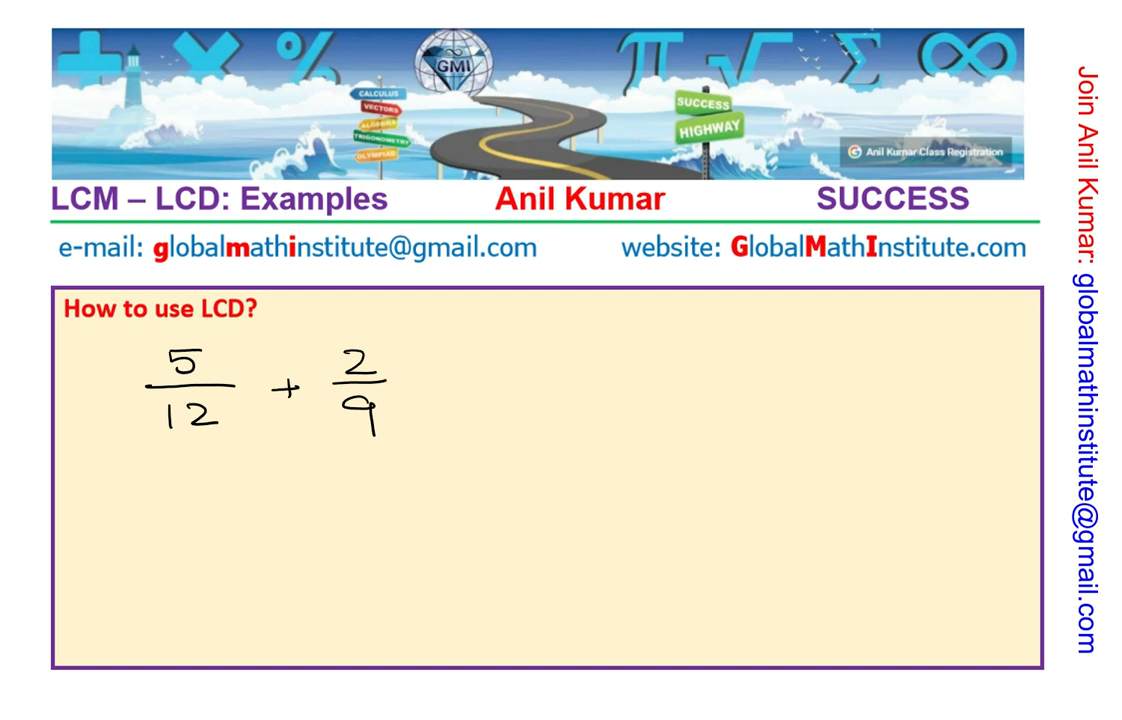 GMI
CALCULUS
VECTORS
ALGEBRA
TRIGONOMETRY
OLYMPIAD
SUCCESS
HIGHWAY
Anil Kumar Class Registration
LCM – LCD: Examples Anil Kumar SUCCESS
e-mail: globalmathinstitute@gmail.com website: GlobalMathInstitute.com
How to use LCD?
5/12 + 2/9
Join Anil Kumar: globalmathinstitute@gmail.com